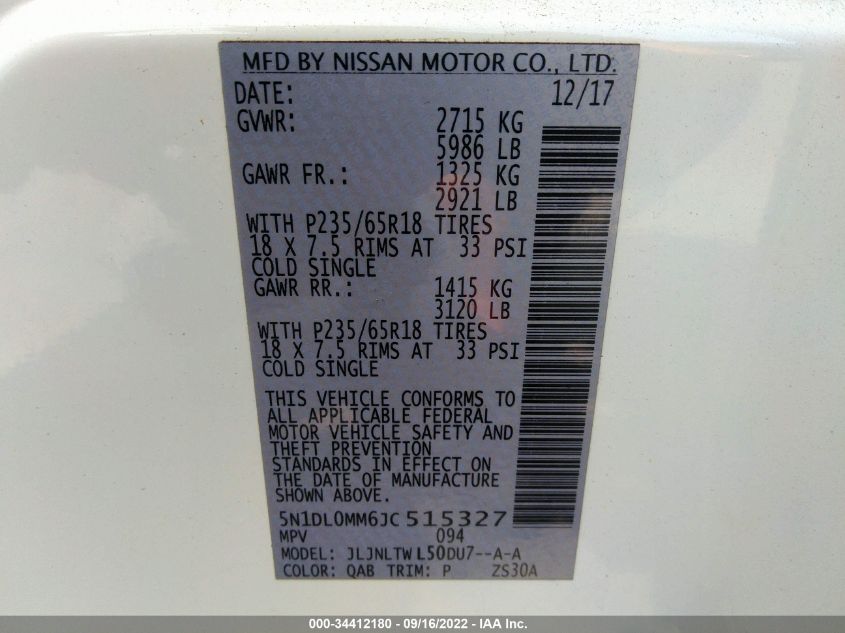 MFD BY NISSAN MOTOR CO., LTD.
DATE: 12/17
GVWR: 2715 KG
5986 LB
GAWR FR.: 1325 KG
2921 LB
WITH P235/65R18 TIRES
18 X 7.5 RIMS AT 33 PSI
COLD SINGLE
GAWR RR.: 1415 KG
3120 LB
WITH P235/65R18 TIRES
18 X 7.5 RIMS AT 33 PSI
COLD SINGLE
THIS VEHICLE CONFORMS TO
ALL APPLICABLE FEDERAL
MOTOR VEHICLE SAFETY AND
THEFT PREVENTION
STANDARDS IN EFFECT ON
THE DATE OF MANUFACTURE
SHOWN ABOVE.
5N1DL0MM6JC515327
MPV 094
MODEL: JLJNLTWL50DU7--A-A
COLOR: QAB TRIM: P ZS30A
000-34412180 - 09/16/2022 - IAA Inc.